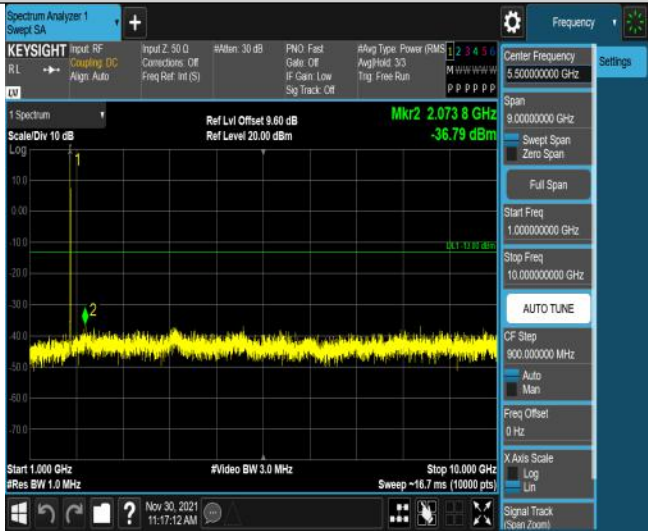 Spectrum Analyzer 1
Swept SA
Frequency
KEYSIGHT
RL
LV
Input: RF
Coupling: DC
Align: Auto
Input Z: 50 Ω
Corrections: Off
Freq Ref: Int (S)
#Atten: 30 dB
PNO: Fast
Gate: Off
IF Gain: Low
Sig Track: Off
#Avg Type: Power (RMS
Avg|Hold: 3/3
Trig: Free Run
1 2 3 4 5 6
M W W W W W
P P P P P P
Center Frequency
5.500000000 GHz
Settings
1 Spectrum
Scale/Div 10 dB
Log
Ref Lvl Offset 9.60 dB
Ref Level 20.00 dBm
Mkr2 2.073 8 GHz
-36.79 dBm
Span
9.00000000 GHz
Swept Span
Zero Span
Full Span
Start Freq
1.000000000 GHz
Stop Freq
10.000000000 GHz
AUTO TUNE
CF Step
900.000000 MHz
Auto
Man
Freq Offset
0 Hz
X Axis Scale
Log
Lin
Signal Track
(Span Zoom)
1
10.0
0.00
-10.0
DL1 -13.00 dBm
-20.0
-30.0
2
-40.0
-50.0
-60.0
-70.0
Start 1.000 GHz
#Video BW 3.0 MHz
Stop 10.000 GHz
#Res BW 1.0 MHz
Sweep ~16.7 ms (10000 pts)
Nov 30, 2021
11:17:12 AM